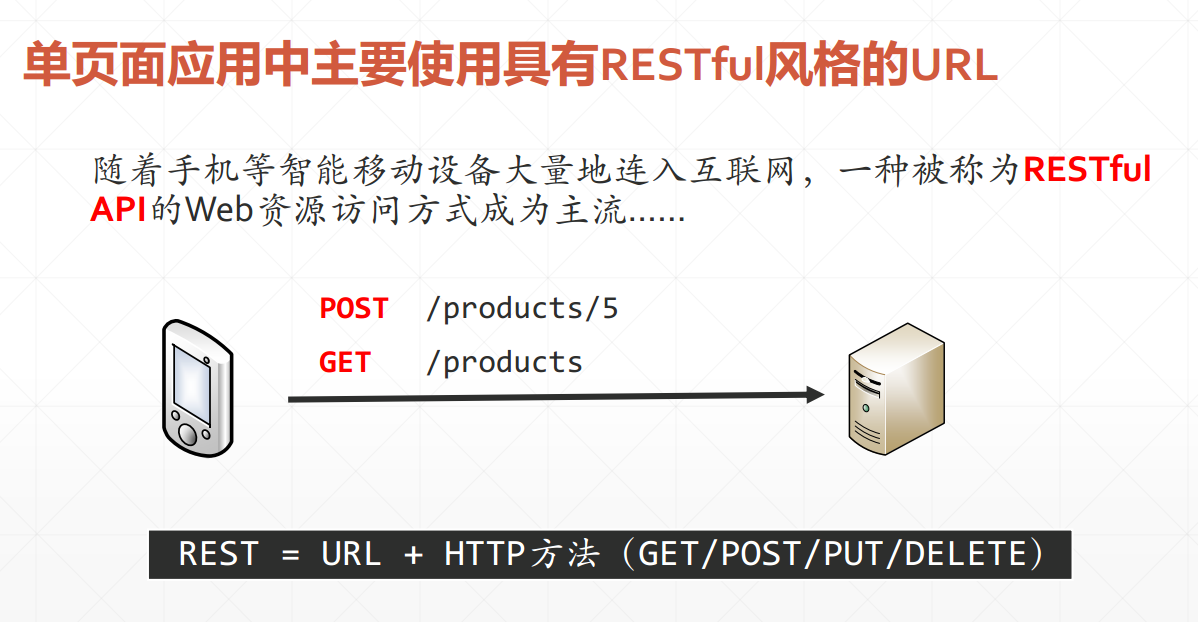 单页面应用中主要使用具有RESTful风格的URL
随着手机等智能移动设备大量地连入互联网，一种被称为RESTful
API的Web资源访问方式成为主流……
POST /products/5
GET /products
REST = URL + HTTP方法（GET/POST/PUT/DELETE）